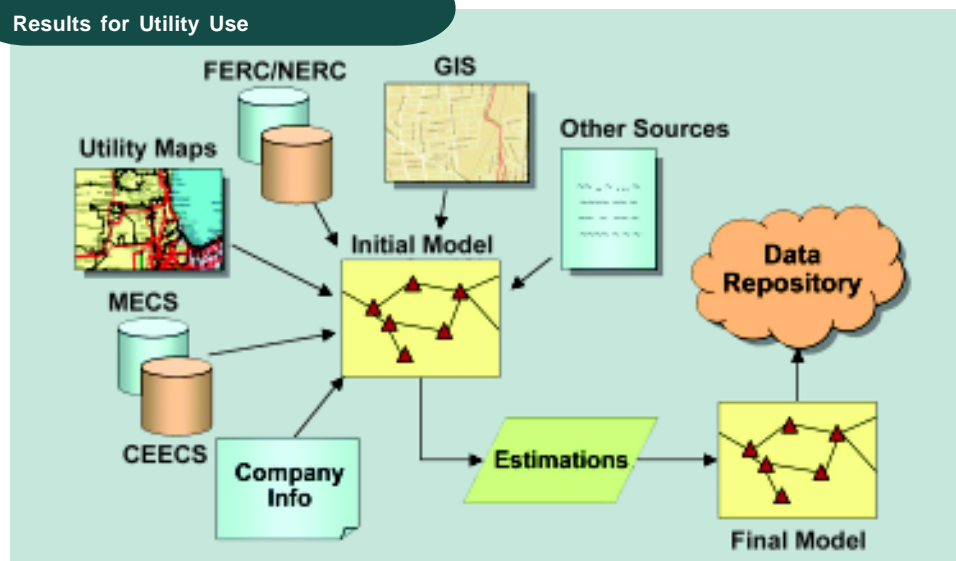 Results for Utility Use
FERC/NERC
GIS
Other Sources
Utility Maps
Initial Model
Data
Repository
MECS
CEECS
Company
Info
Estimations
Final Model